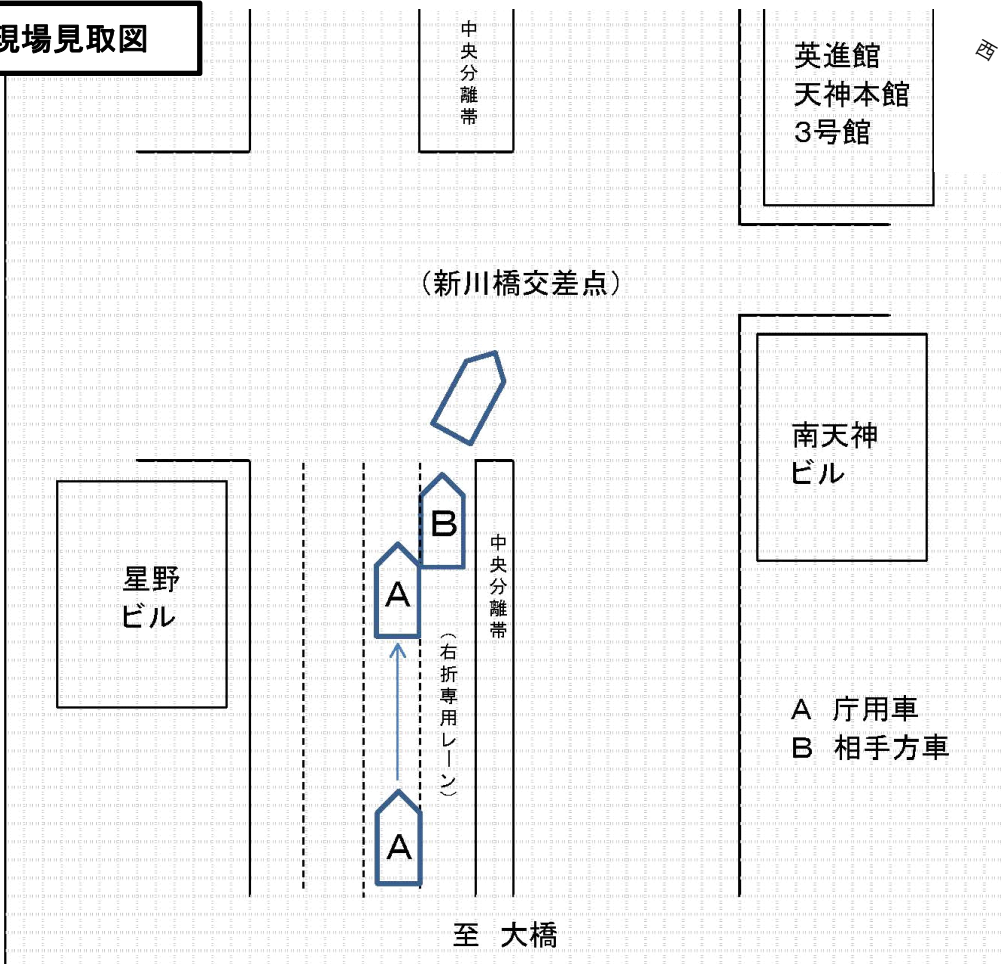 現場見取図
中央分離帯
英進館
天神本館
3号館
西
(新川橋交差点)
南天神
ビル
B
中央分離帯
星野
ビル
A
(右折専用レーン)
A 庁用車
B 相手方車
A
至 大橋